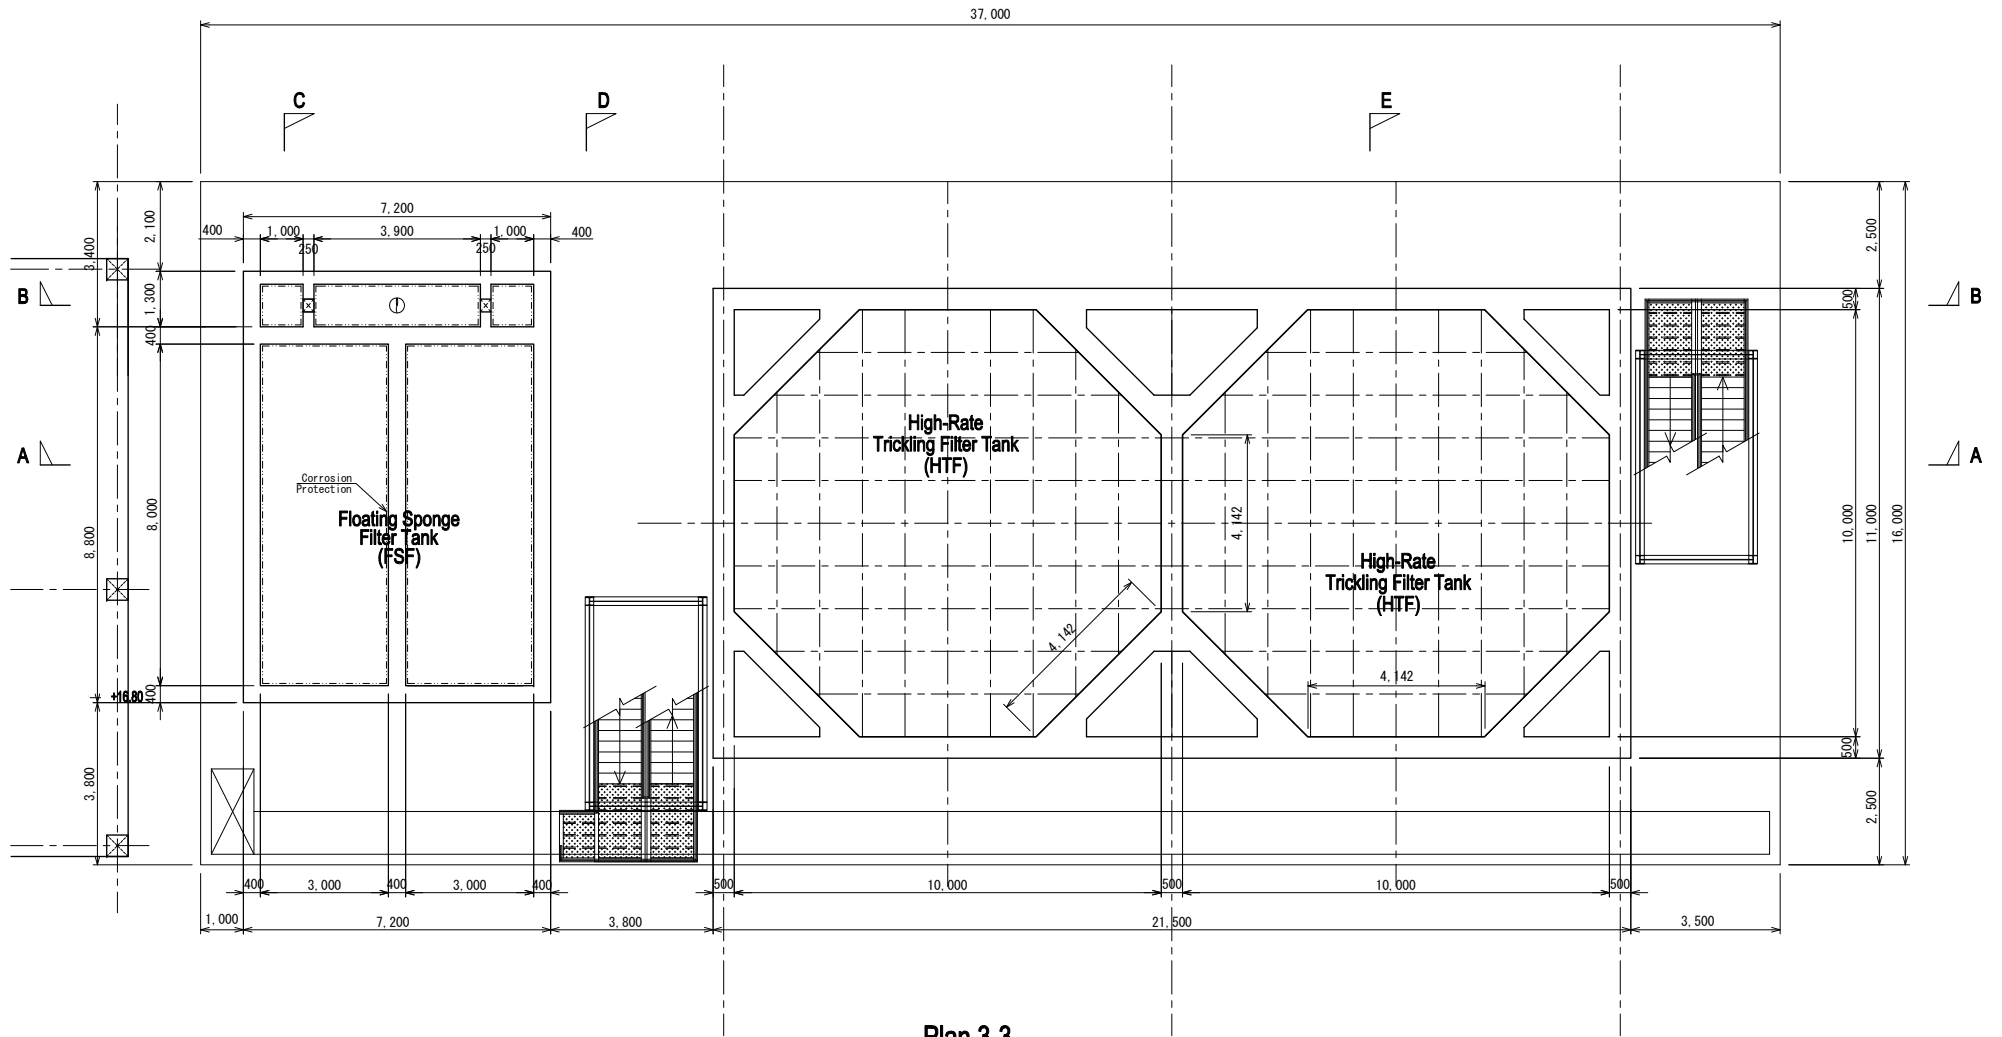 37,000
C
D
E
7,200
400
1,000
3,900
1,000
400
250
250
2,100
3,400
2,500
B
1,300
500
B
400
High-Rate
Trickling Filter Tank
(HTF)
A
A
Corrosion
Protection
8,000
8,800
Floating Sponge
Filter Tank
(FSF)
4,142
10,000
11,000
16,000
High-Rate
Trickling Filter Tank
(HTF)
4,142
4,142
+16.80
400
500
3,800
2,500
400
3,000
400
3,000
400
500
10,000
500
10,000
500
1,000
7,200
3,800
21,500
3,500
Plan 3-3